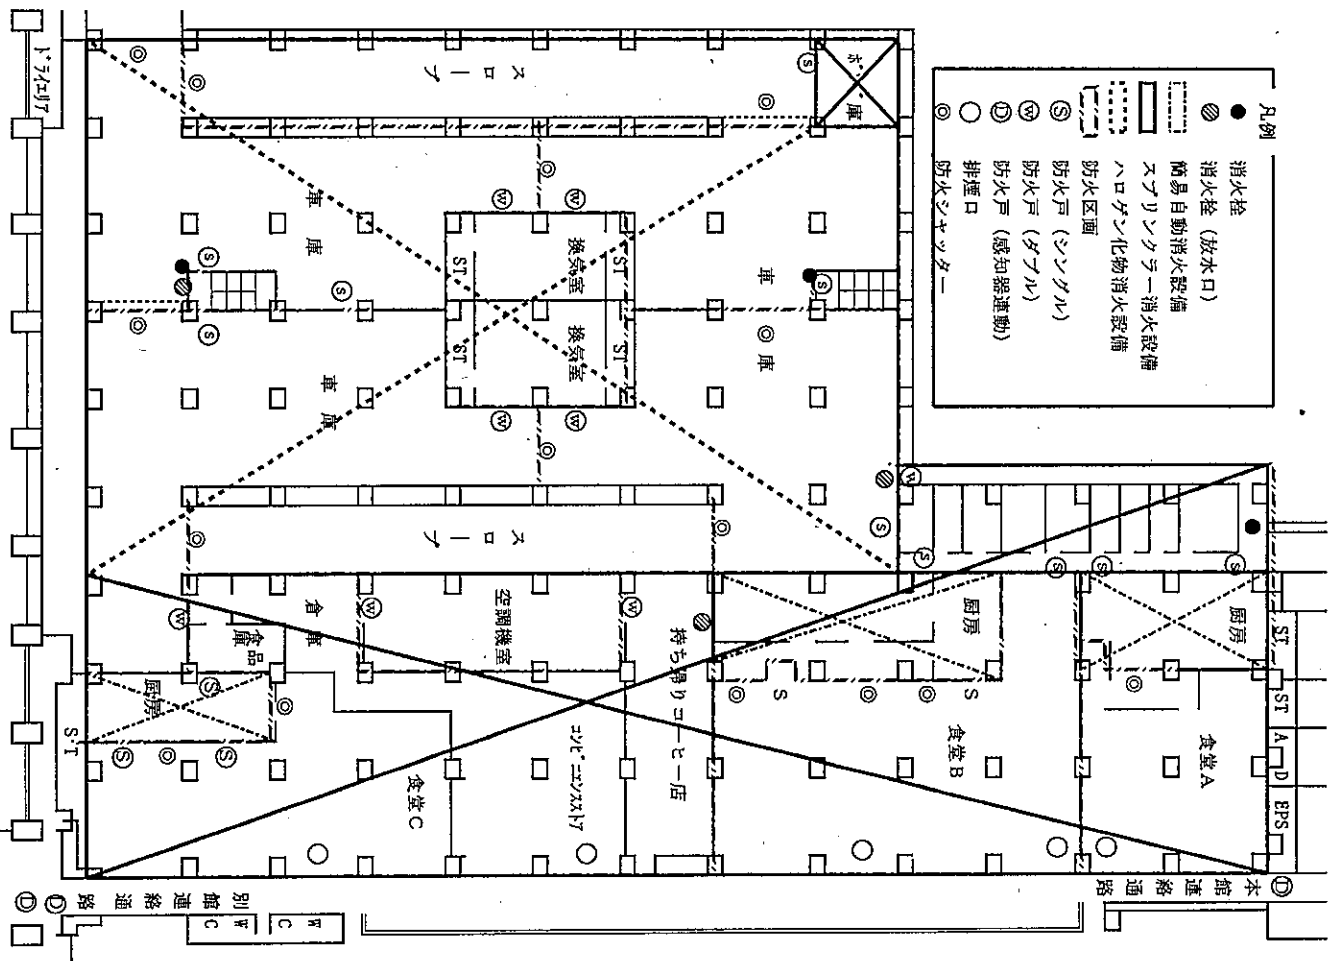 凡例
消火栓
消火栓（放水口）
簡易自動消火設備
スプリンクラー消火設備
ハロゲン化物消火設備
防火区画
S
防火戸（シングル）
W
防火戸（ダブル）
D
防火戸（感知器連動）
排煙口
防火シャッター
ドライエリア
スロープ
車庫
車庫
車庫
換気室
換気室
ST
ST
ST
ST
スロープ
倉庫
食品庫
厨房
空調機室
持ち帰りコーヒー店
コンビニエンスストア
食堂C
厨房
食堂B
厨房
食堂A
ST
ST
A
D
EPS
ST
本館連絡通路
D
別館連絡通路
D
D
W
C
W
C
S
S
S
S
S
W
W
W
W
W
W
W
S
S
S
S
S
S
S
S
S
S